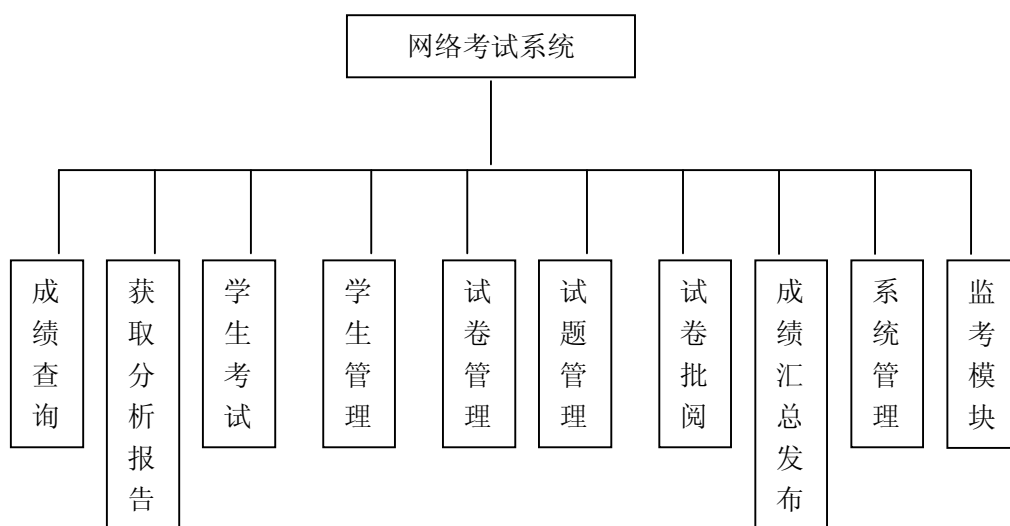 网络考试系统
成绩查询
获取分析报告
学生考试
学生管理
试卷管理
试题管理
试卷批阅
成绩汇总发布
系统管理
监考模块